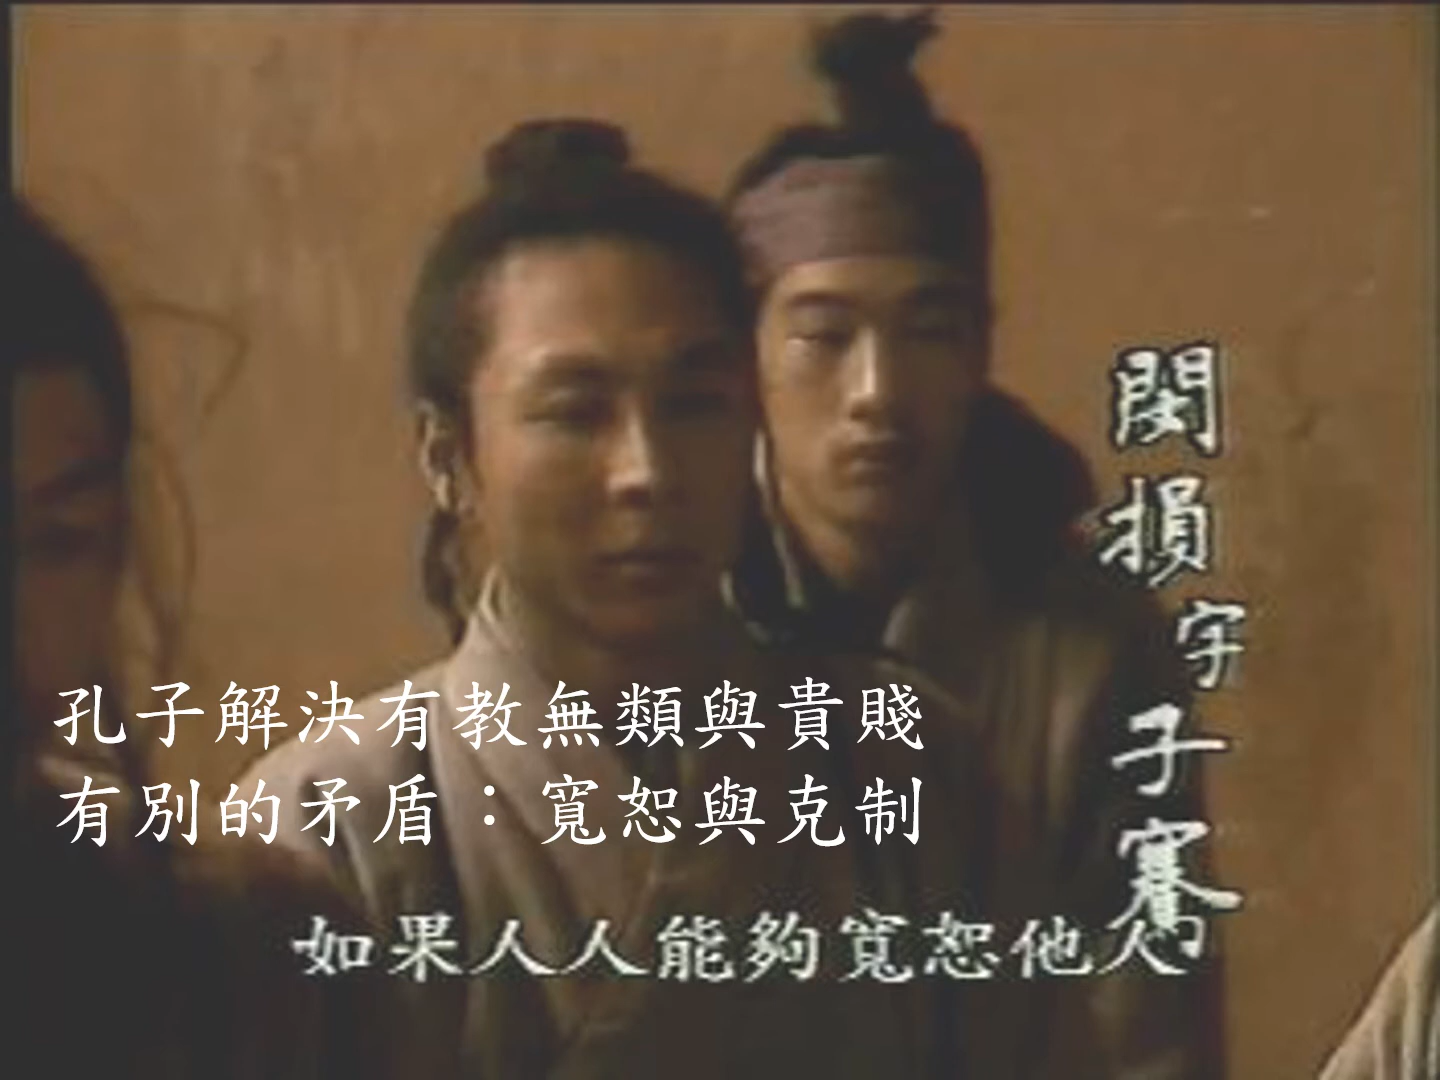 閔損字子騫
孔子解決有教無類與貴賤
有別的矛盾：寬恕與克制
如果人人能夠寬恕他人